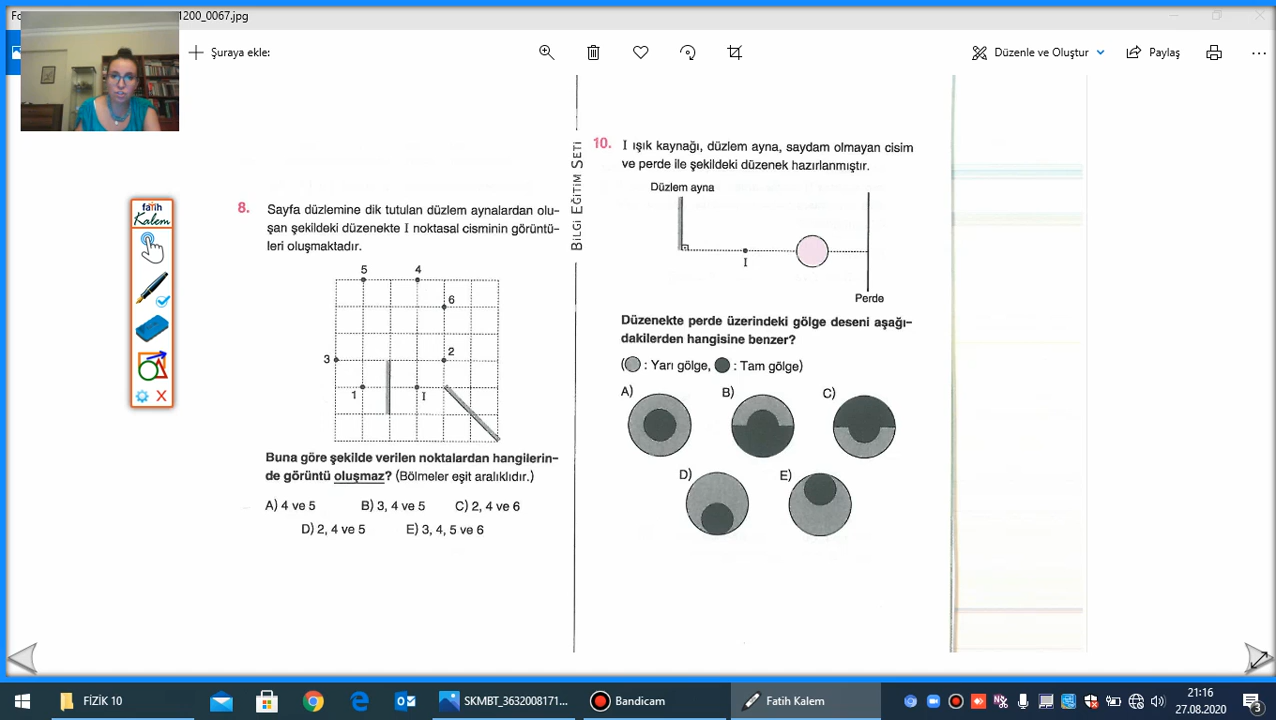 Fo
1200_0067.jpg
Şuraya ekle:
Düzenle ve Oluştur
Paylaş
fatih
Kalem
8. Sayfa düzlemine dik tutulan düzlem aynalardan olu-
şan şekildeki düzenekte I noktasal cisminin görüntü-
leri oluşmaktadır.
5
4
6
3
2
1
I
Buna göre şekilde verilen noktalardan hangilerin-
de görüntü oluşmaz? (Bölmeler eşit aralıklıdır.)
A) 4 ve 5
B) 3, 4 ve 5
C) 2, 4 ve 6
D) 2, 4 ve 5
E) 3, 4, 5 ve 6
BİLGİ EĞİTİM SETİ
10. I ışık kaynağı, düzlem ayna, saydam olmayan cisim
ve perde ile şekildeki düzenek hazırlanmıştır.
Düzlem ayna
I
Perde
Düzenekte perde üzerindeki gölge deseni aşağı-
dakilerden hangisine benzer?
( : Yarı gölge, : Tam gölge)
A)
B)
C)
D)
E)
FİZİK 10
SKMBT_3632008171...
Bandicam
Fatih Kalem
21:16
27.08.2020
3